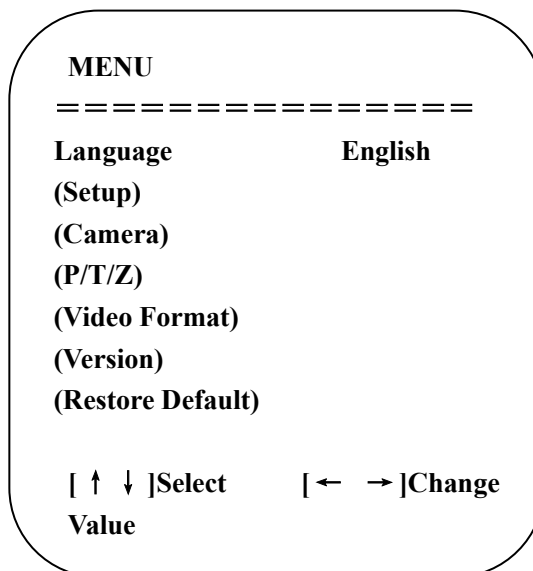 MENU
===============
Language English
(Setup)
(Camera)
(P/T/Z)
(Video Format)
(Version)
(Restore Default)
[ ↑ ↓ ]Select [ ← → ]Change
Value